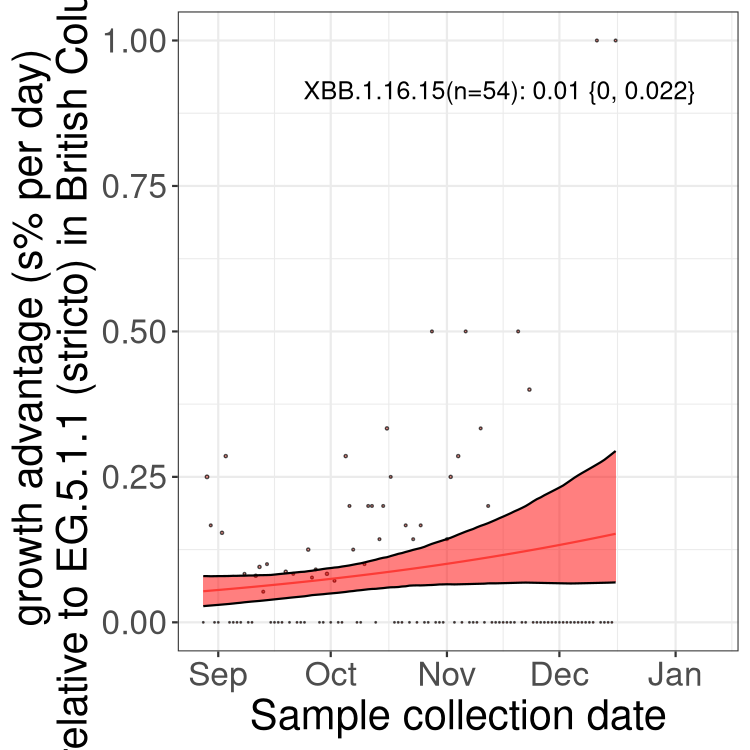 growth advantage (s% per day)
relative to EG.5.1.1 (stricto) in British
1.00
0.75
0.50
0.25
0.00
XBB.1.16.15(n=54): 0.01 {0, 0.022}
Sep Oct Nov Dec Jan
Sample collection date